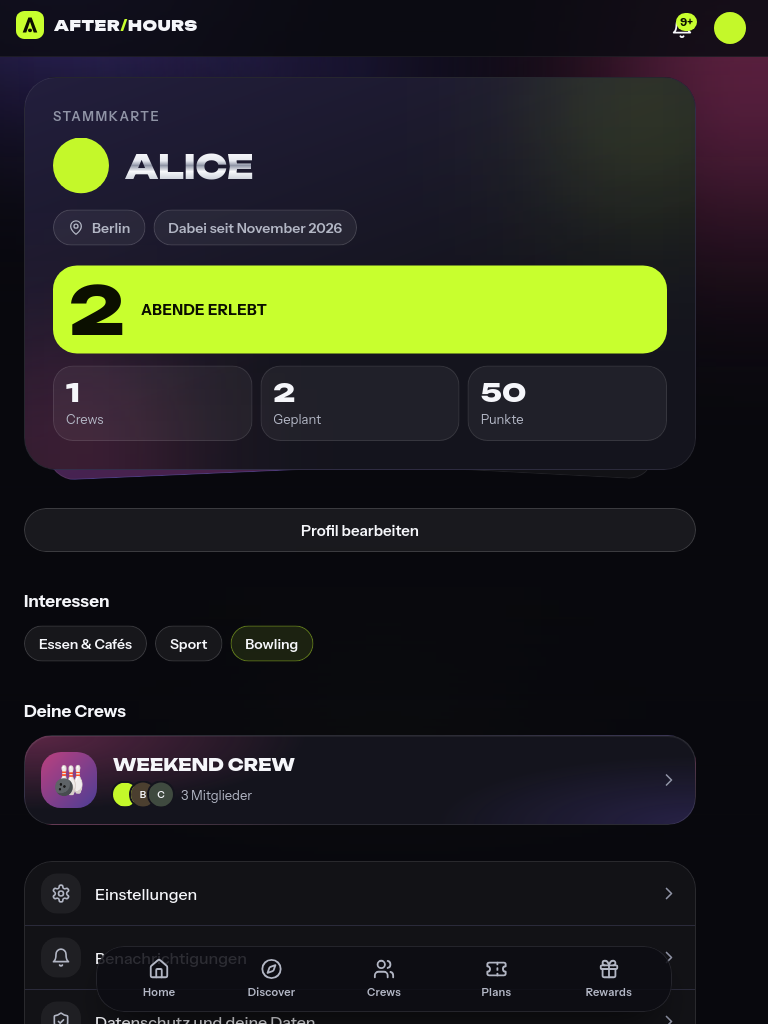 AFTER/HOURS
9+
STAMMKARTE
ALICE
Berlin
Dabei seit November 2026
2 ABENDE ERLEBT
1
Crews
2
Geplant
50
Punkte
Profil bearbeiten
Interessen
Essen & Cafés
Sport
Bowling
Deine Crews
WEEKEND CREW
B C 3 Mitglieder
Einstellungen
Benachrichtigungen
Home
Discover
Crews
Plans
Rewards
Datenschutz und deine Daten